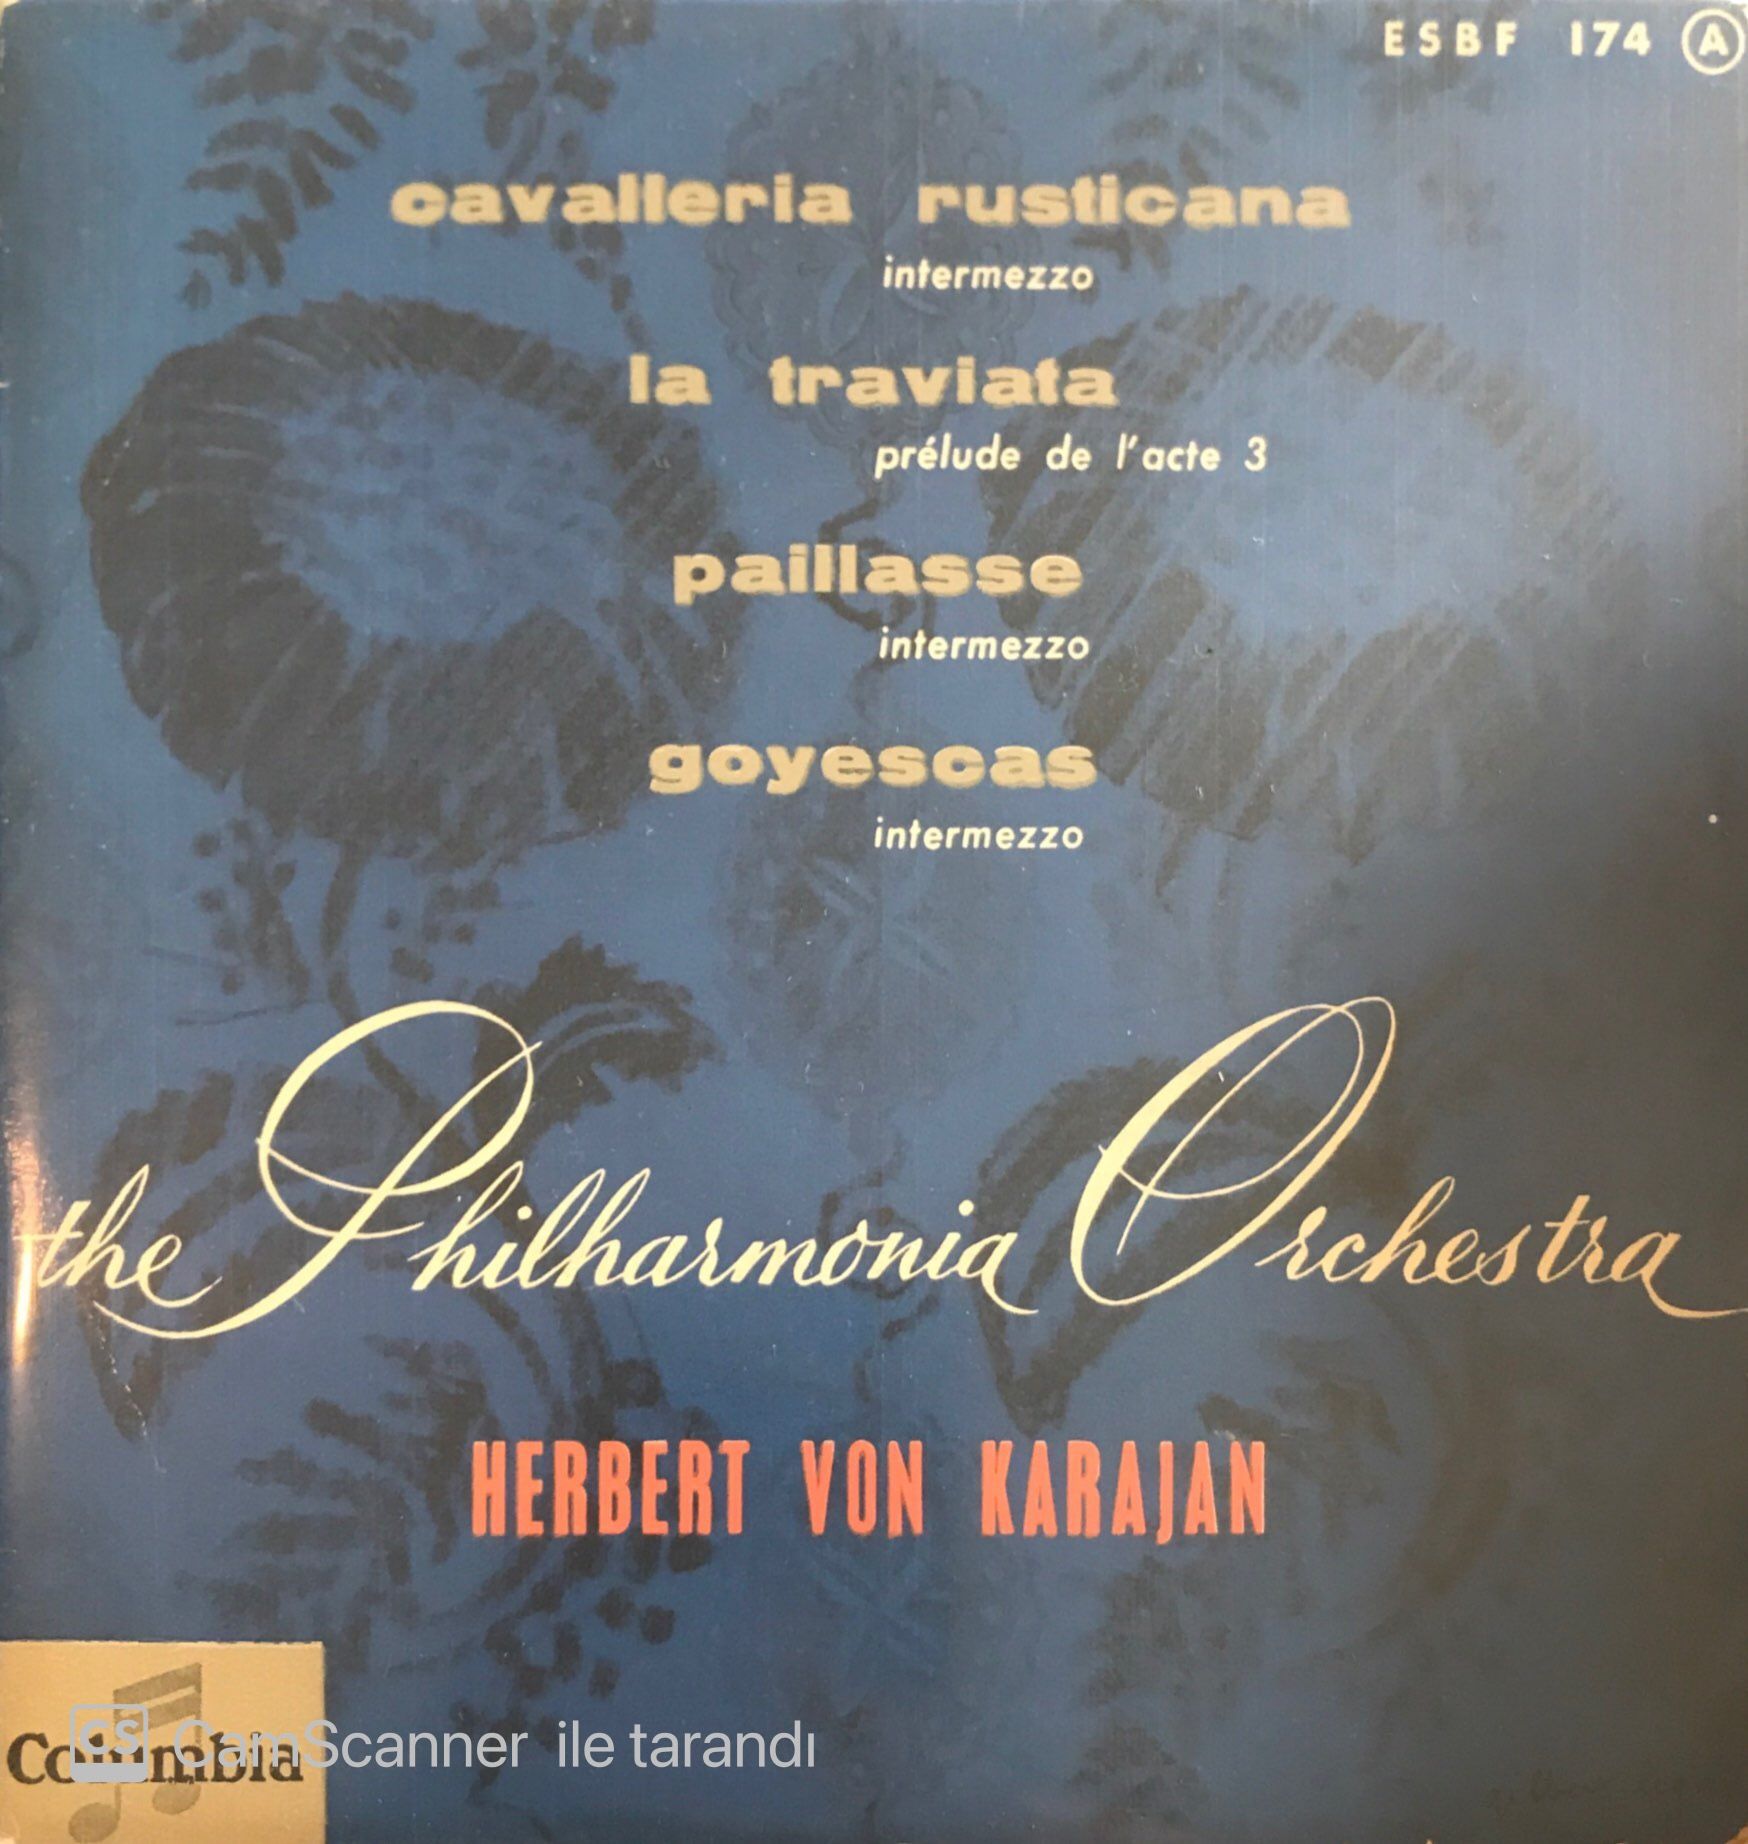 ESBF 174 A
cavalleria rusticana
intermezzo
la traviata
prélude de l'acte 3
paillasse
intermezzo
goyescas
intermezzo
the Philharmonia Orchestra
HERBERT VON KARAJAN
Columbia
CS CamScanner ile tarandı